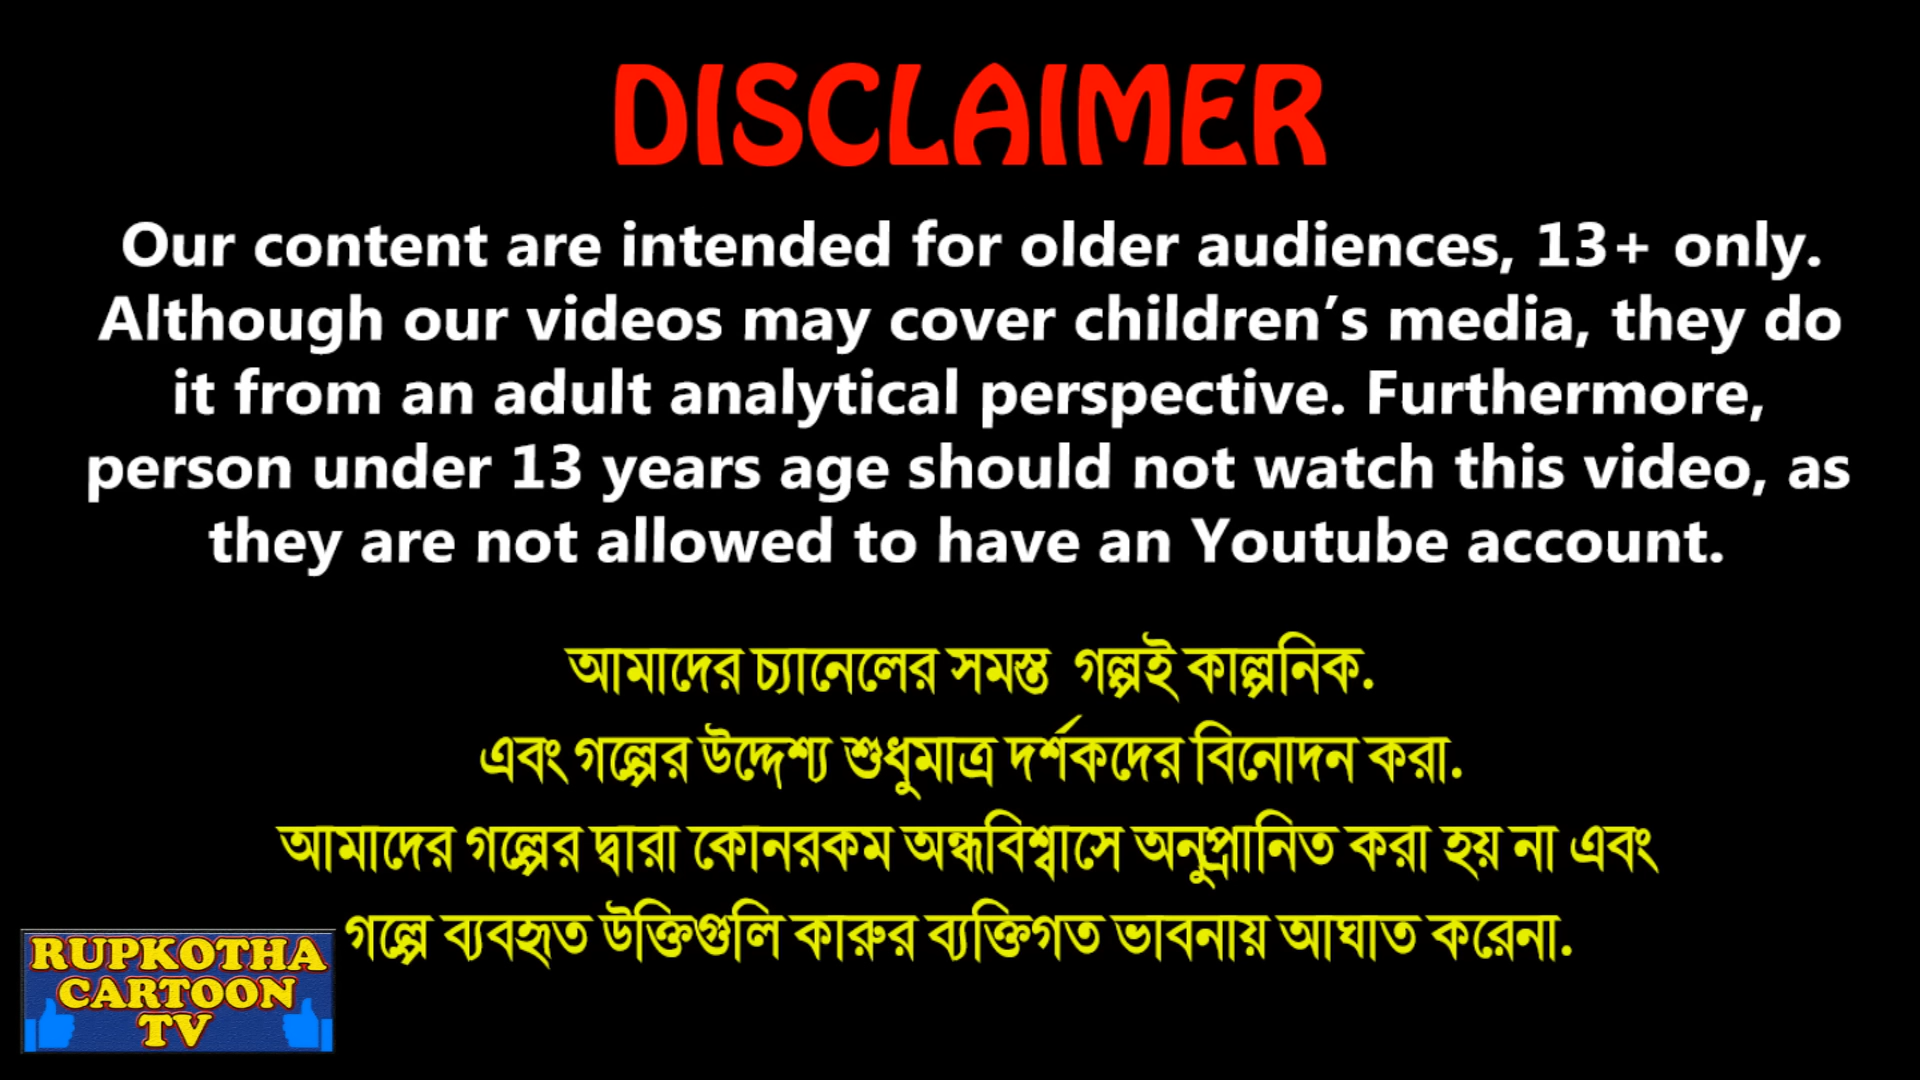 DISCLAIMER
Our content are intended for older audiences, 13+ only.
Although our videos may cover children’s media, they do
it from an adult analytical perspective. Furthermore,
person under 13 years age should not watch this video, as
they are not allowed to have an Youtube account.
আমাদের চ্যানেলের সমস্ত গল্পই কাল্পনিক.
এবং গল্পের উদ্দেশ্য শুধুমাত্র দর্শকদের বিনোদন করা.
আমাদের গল্পের দ্বারা কোনরকম অন্ধবিশ্বাসে অনুপ্রানিত করা হয় না এবং
গল্পে ব্যবহৃত উক্তিগুলি কারুর ব্যক্তিগত ভাবনায় আঘাত করেনা.
RUPKOTHA
CARTOON
TV